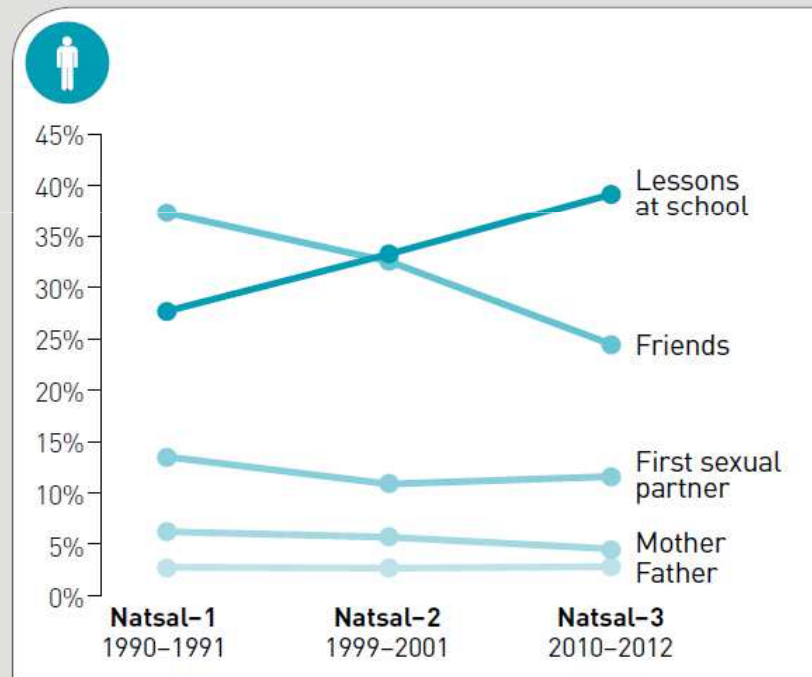 45%
40%
35%
30%
25%
20%
15%
10%
5%
0%
Lessons
at school
Friends
First sexual
partner
Mother
Father
Natsal–1
1990–1991
Natsal–2
1999–2001
Natsal–3
2010–2012